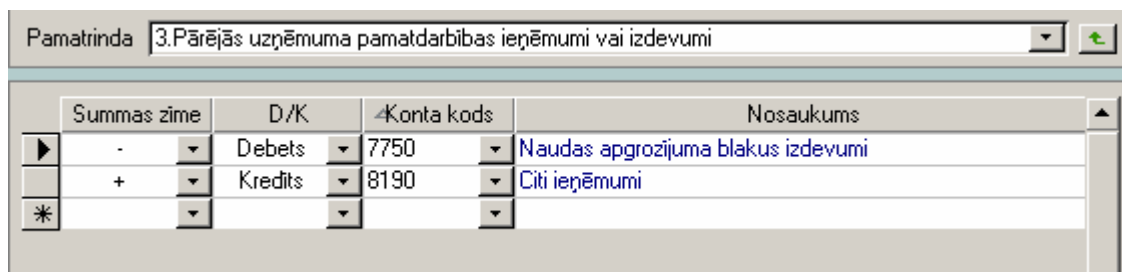 Pamatrinda 3.Pārējās uzņēmuma pamatdarbības ieņēmumi vai izdevumi
Summas zīme D/K Konta kods Nosaukums
- Debets 7750 Naudas apgrozījuma blakus izdevumi
+ Kredīts 8190 Citi ieņēmumi